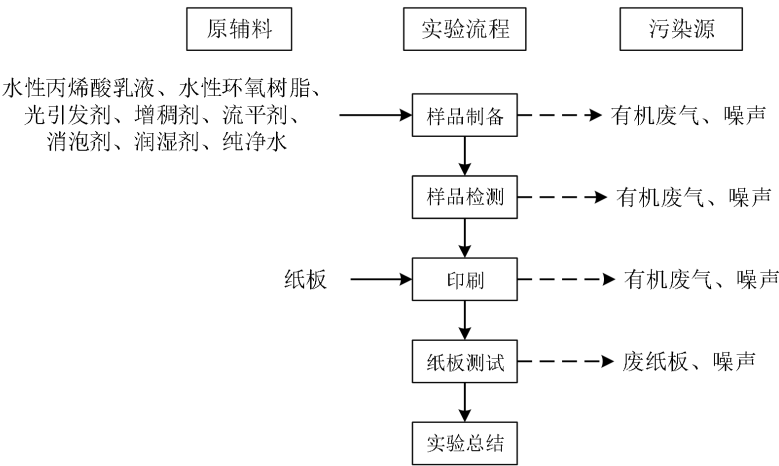 原辅料
实验流程
污染源
水性丙烯酸乳液、水性环氧树脂、
光引发剂、增稠剂、流平剂、
消泡剂、润湿剂、纯净水
样品制备
有机废气、噪声
样品检测
有机废气、噪声
纸板
印刷
有机废气、噪声
纸板测试
废纸板、噪声
实验总结